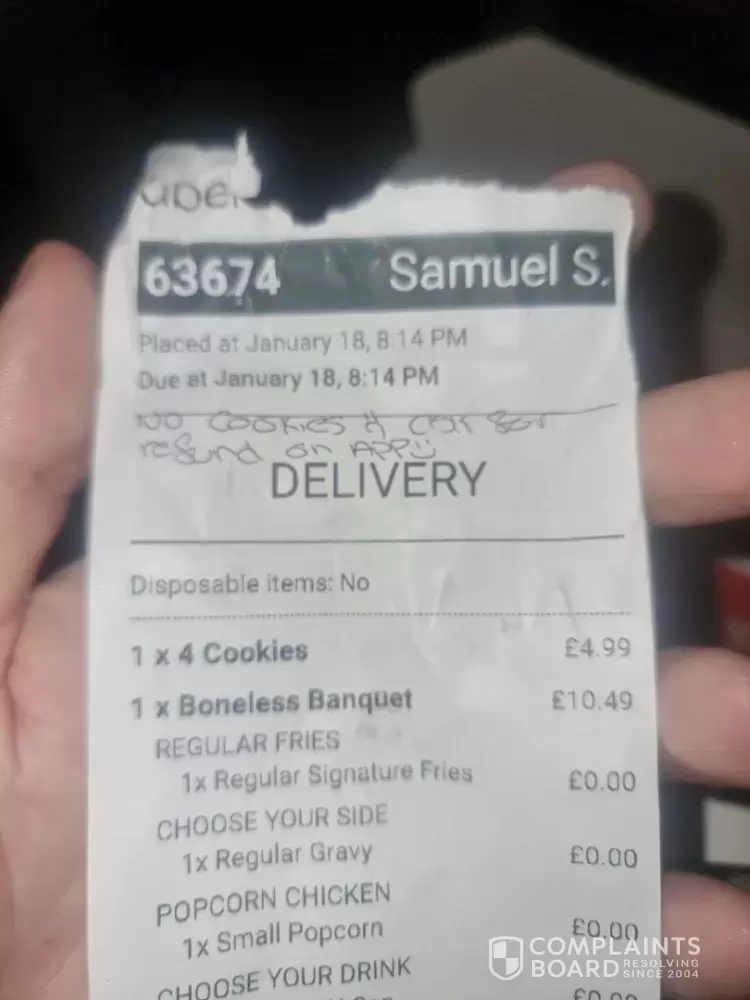 uber
63674 Samuel S.
Placed at January 18, 8:14 PM
Due at January 18, 8:14 PM
NO COOKIES
refund on APP
DELIVERY
Disposable items: No
1 x 4 Cookies £4.99
1 x Boneless Banquet £10.49
REGULAR FRIES
1x Regular Signature Fries £0.00
CHOOSE YOUR SIDE
1x Regular Gravy £0.00
POPCORN CHICKEN
1x Small Popcorn £0.00
CHOOSE YOUR DRINK
COMPLAINTS
BOARD RESOLVING
SINCE 2004